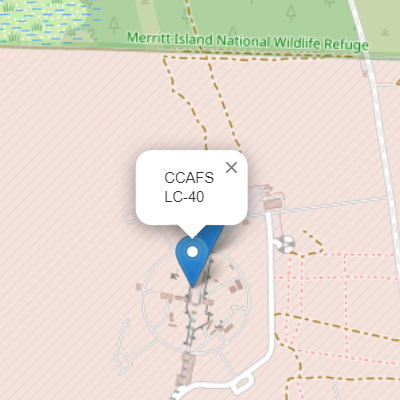 Merritt Island National Wildlife Refuge
CCAFS
LC-40